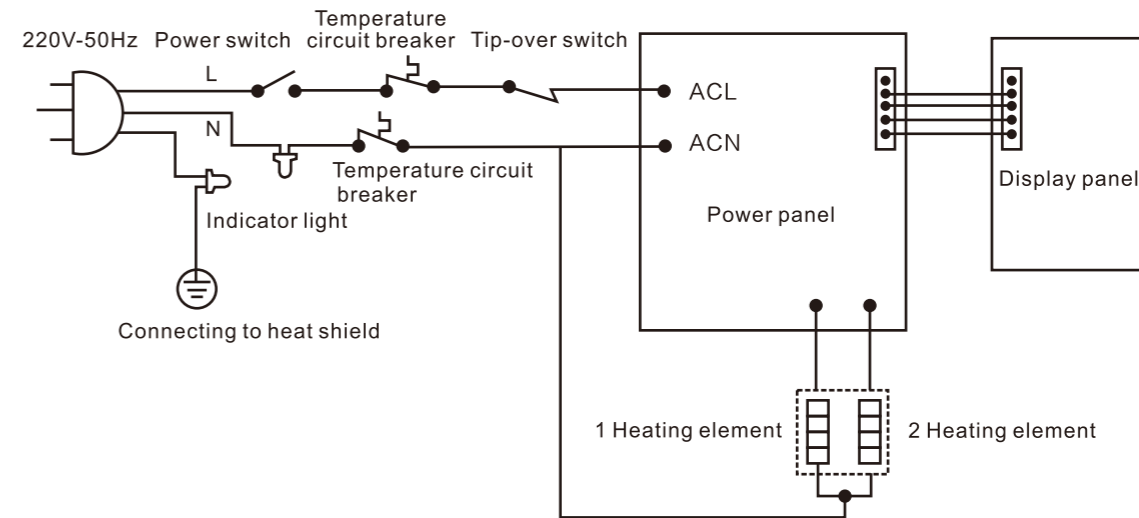 Temperature
220V-50Hz Power switch circuit breaker Tip-over switch
L
ACL
N
ACN
Temperature circuit
breaker
Display panel
Indicator light
Power panel
Connecting to heat shield
1 Heating element
2 Heating element